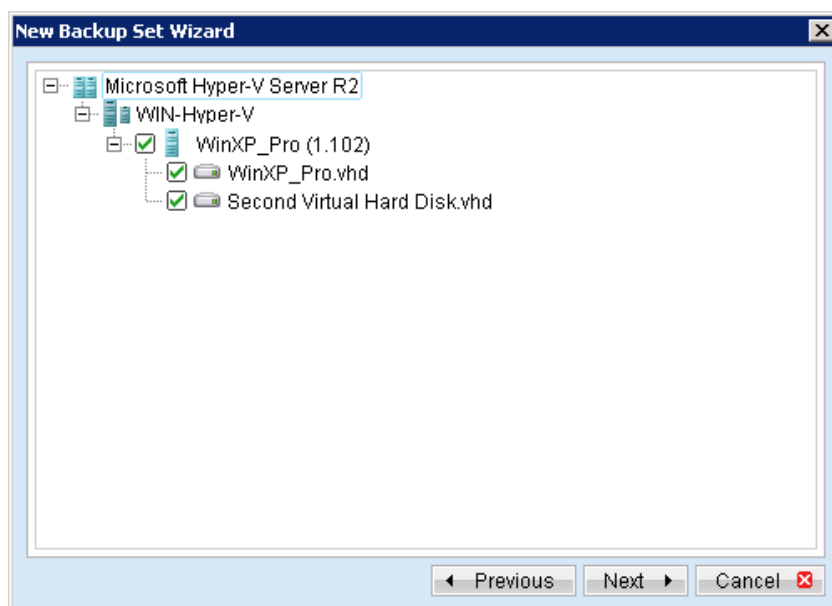 New Backup Set Wizard
Microsoft Hyper-V Server R2
WIN-Hyper-V
WinXP_Pro (1.102)
WinXP_Pro.vhd
Second Virtual Hard Disk.vhd
Previous Next Cancel